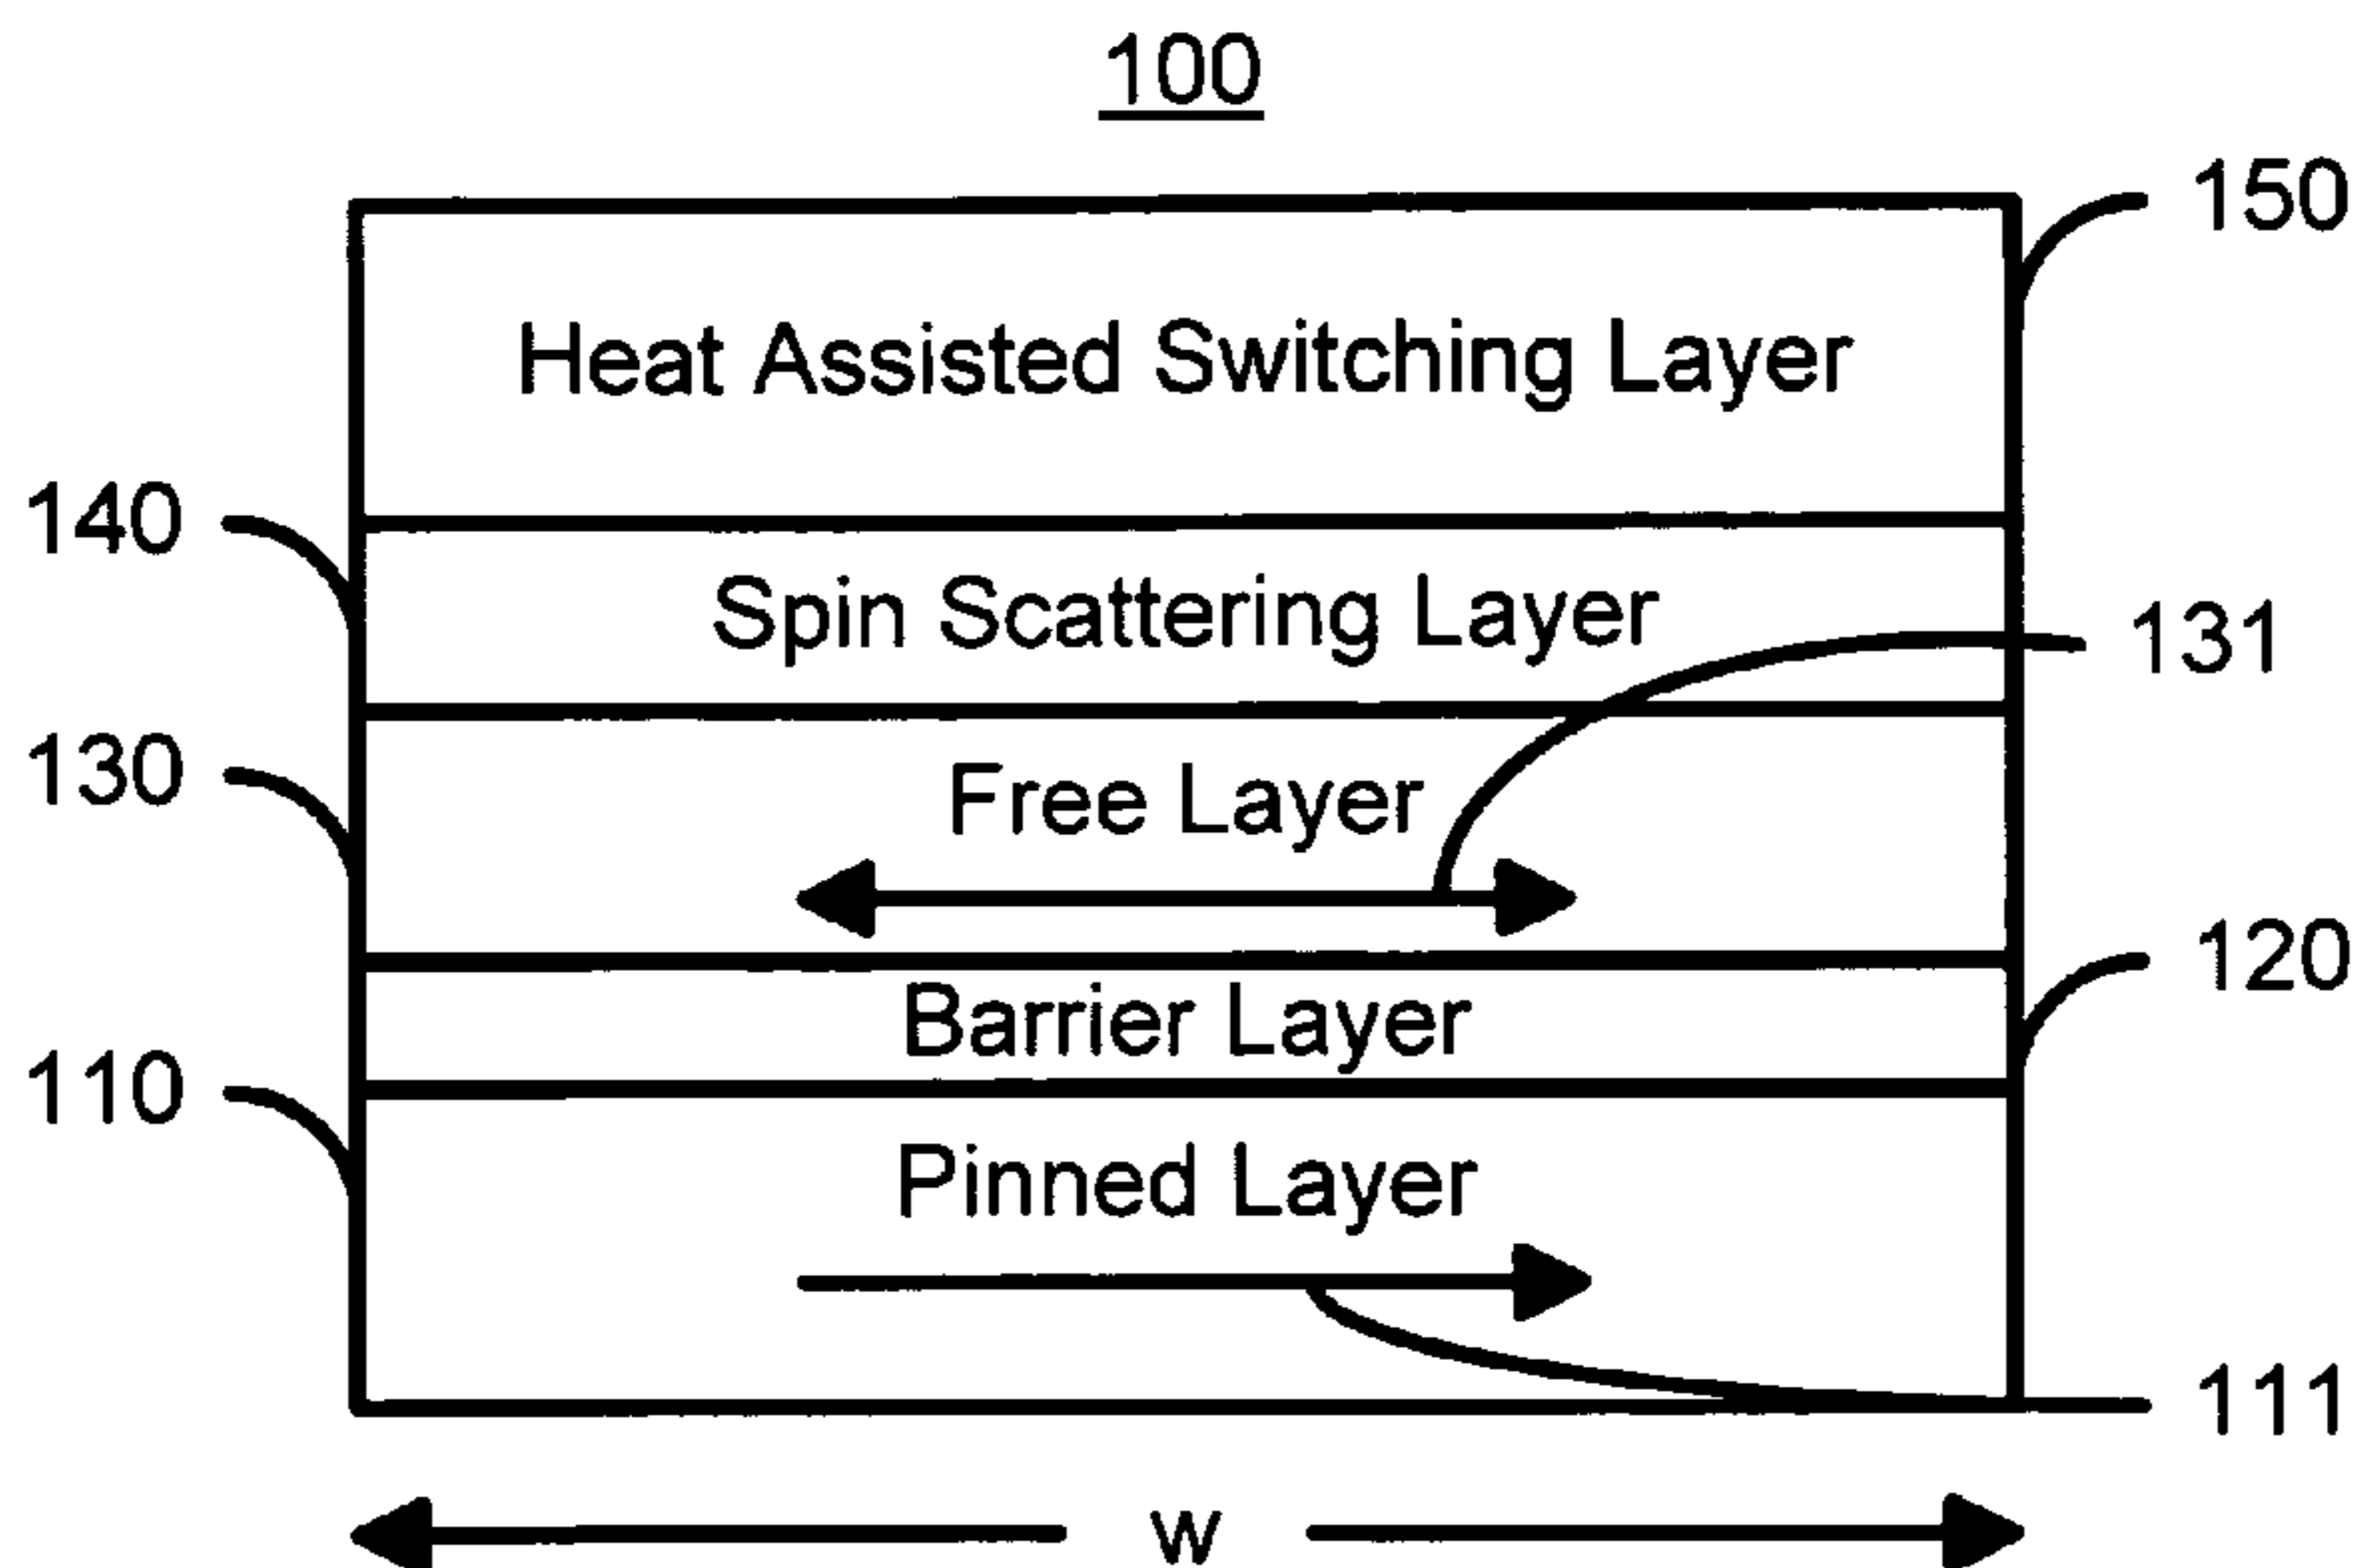 100
150
Heat Assisted Switching Layer
140
Spin Scattering Layer
131
130
Free Layer
120
Barrier Layer
110
Pinned Layer
111
w